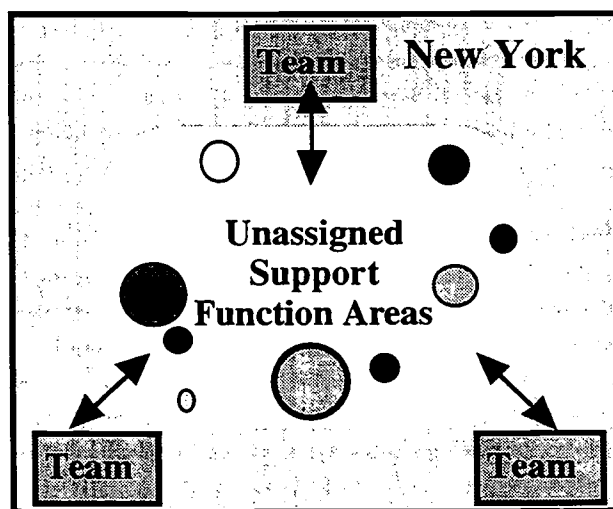 Team
New York
Unassigned
Support
Function Areas
Team
Team